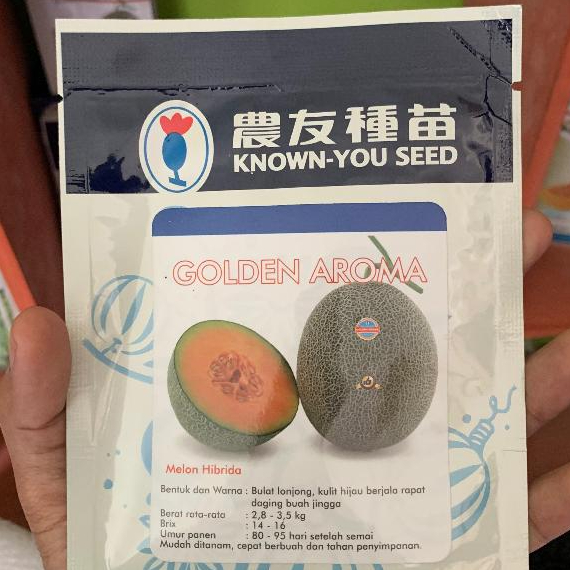 農友種苗
KNOWN-YOU SEED
GOLDEN AROMA
Melon Hibrida
Bentuk dan Warna : Bulat lonjong, kulit hijau berjala rapat
daging buah jingga
Berat rata-rata : 2,8 - 3,5 kg
Brix : 14 - 16
Umur panen : 80 - 95 hari setelah semai
Mudah ditanam, cepat berbuah dan tahan penyimpanan.